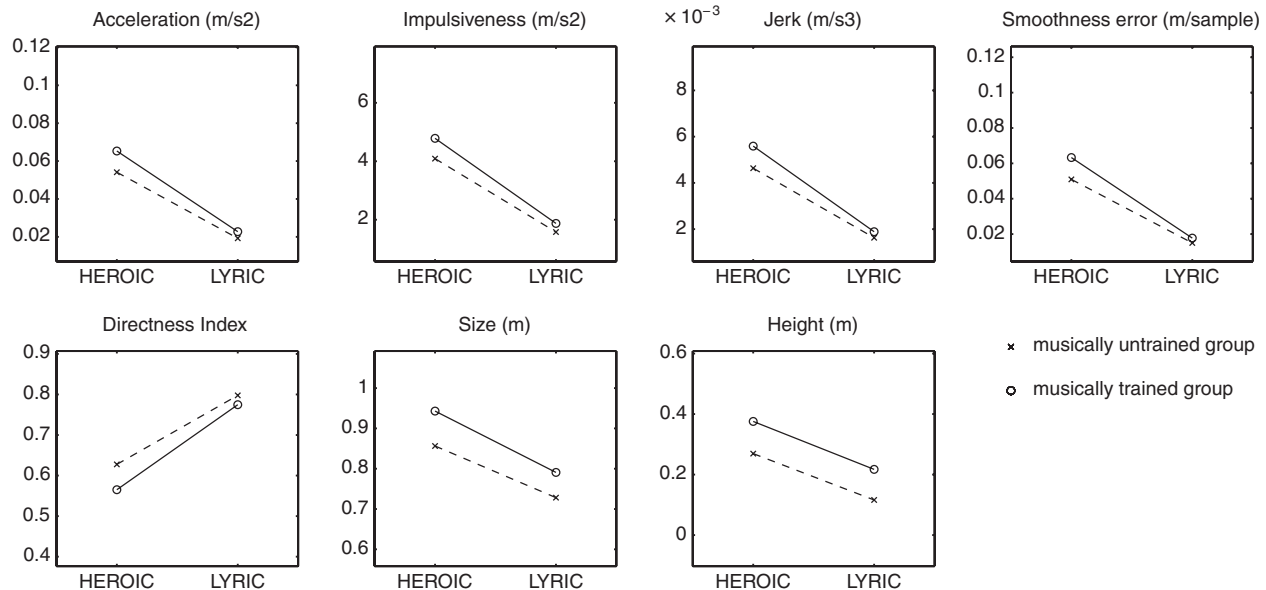 Acceleration (m/s2)
0.12
0.1
0.08
0.06
0.04
0.02
HEROIC LYRIC
Impulsiveness (m/s2)
6
4
2
HEROIC LYRIC
× 10−3 Jerk (m/s3)
8
6
4
2
HEROIC LYRIC
Smoothness error (m/sample)
0.12
0.1
0.08
0.06
0.04
0.02
HEROIC LYRIC
Directness Index
0.9
0.8
0.7
0.6
0.5
0.4
HEROIC LYRIC
Size (m)
1
0.9
0.8
0.7
0.6
HEROIC LYRIC
Height (m)
0.6
0.4
0.2
0
HEROIC LYRIC
musically untrained group
musically trained group